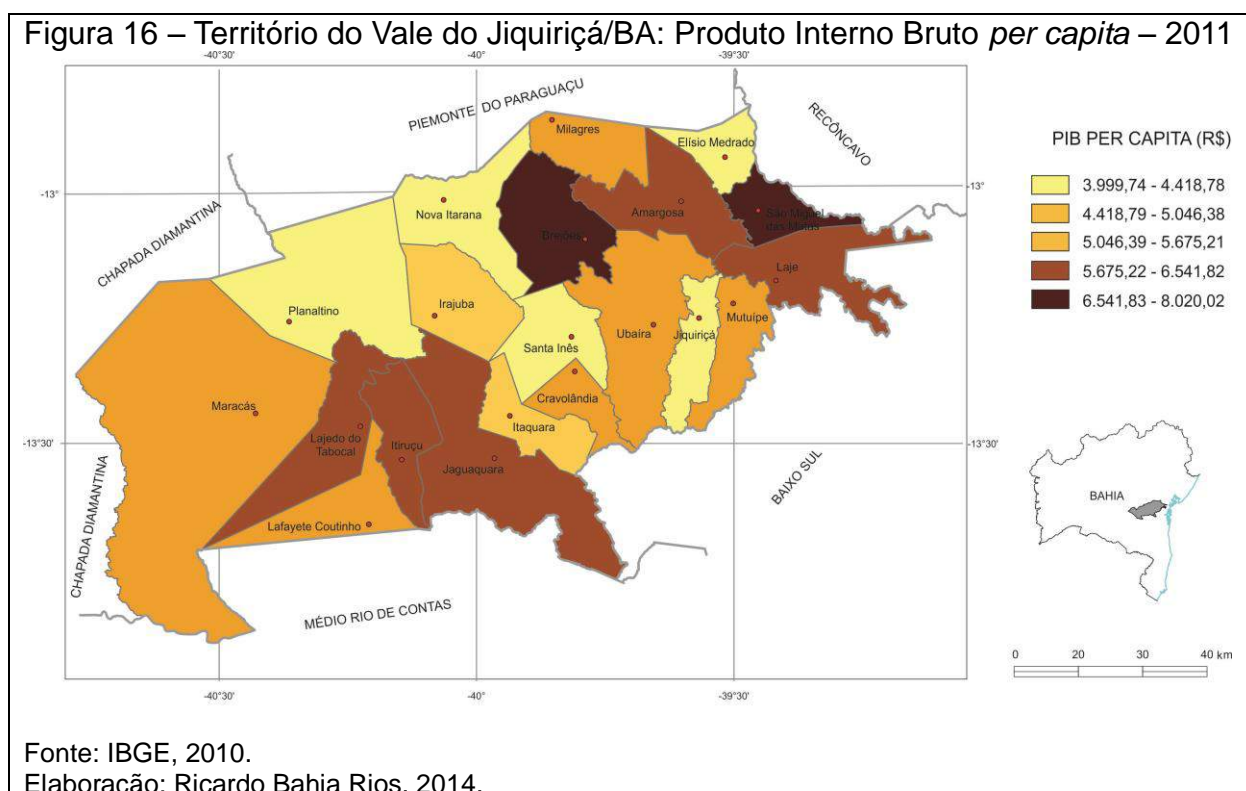 Figura 16 – Território do Vale do Jiquiriçá/BA: Produto Interno Bruto per capita – 2011
-40°30'
-40°
-39°30'
PIEMONTE DO PARAGUAÇU
RECÔNCAVO
CHAPADA DIAMANTINA
-13°
-13°
Milagres
Elísio Medrado
Nova Itarana
Amargosa
São Miguel
das Matas
Brejões
Laje
Planaltino
Irajuba
Santa Inês
Ubaíra
Jiquiriçá
Mutuípe
Cravolândia
Maracás
Itaquara
Lajedo do
Tabocal
Itiruçu
Jaguaquara
-13°30'
-13°30'
BAIXO SUL
Lafayete Coutinho
CHAPADA DIAMANTINA
MÉDIO RIO DE CONTAS
-40°30'
-40°
-39°30'
PIB PER CAPITA (R$)
3.999,74 - 4.418,78
4.418,79 - 5.046,38
5.046,39 - 5.675,21
5.675,22 - 6.541,82
6.541,83 - 8.020,02
BAHIA
0 20 30 40 km
Fonte: IBGE, 2010.
Elaboração: Ricardo Bahia Rios, 2014.